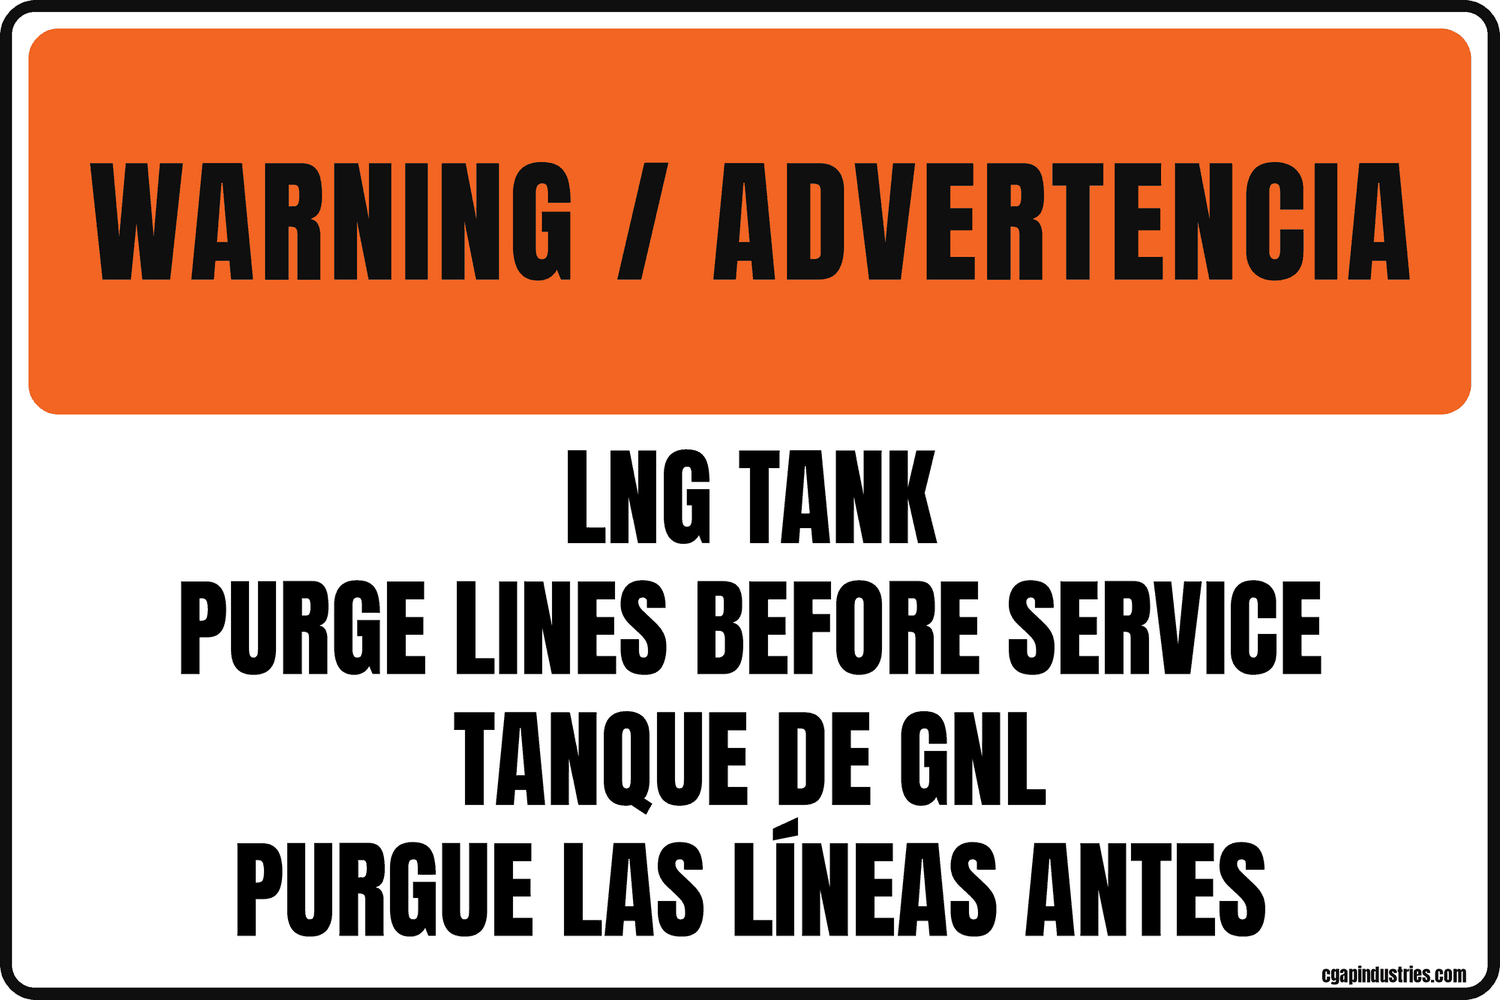 WARNING / ADVERTENCIA
LNG TANK
PURGE LINES BEFORE SERVICE
TANQUE DE GNL
PURGUE LAS LÍNEAS ANTES
cgapindustries.com